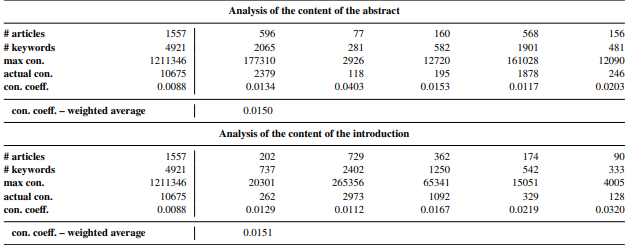 Analysis of the content of the abstract
# articles 1557 596 77 160 568 156
# keywords 4921 2065 281 582 1901 481
max con. 1211346 177310 2926 12720 161028 12090
actual con. 10675 2379 118 195 1878 246
con. coeff. 0.0088 0.0134 0.0403 0.0153 0.0117 0.0203
con. coeff. – weighted average 0.0150
Analysis of the content of the introduction
# articles 1557 202 729 362 174 90
# keywords 4921 737 2402 1250 542 333
max con. 1211346 20301 265356 65341 15051 4005
actual con. 10675 262 2973 1092 329 128
con. coeff. 0.0088 0.0129 0.0112 0.0167 0.0219 0.0320
con. coeff. – weighted average 0.0151